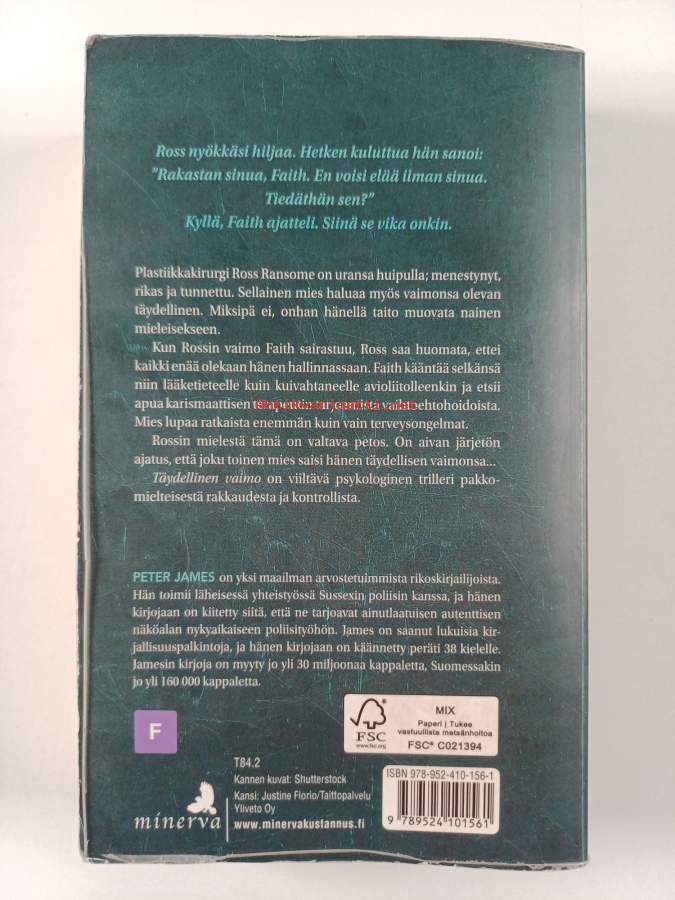 Ross nyökkäsi hiljaa. Hetken kuluttua hän sanoi:
”Rakastan sinua, Faith. En voisi elää ilman sinua.
Tiedäthän sen?”
Kyllä, Faith ajatteli. Siinä se vika onkin.
Plastiikkakirurgi Ross Ransome on uransa huipulla; menestynyt,
rikas ja tunnettu. Sellainen mies haluaa myös vaimonsa olevan
täydellinen. Miksipä ei, onhan hänellä taito muovata nainen
mieleisekseen.
Kun Rossin vaimo Faith sairastuu, Ross saa huomata, ettei
kaikki enää olekaan hänen hallinnassaan. Faith kääntää selkänsä
niin lääketieteelle kuin kuivahtaneelle avioliitolleenkin ja etsii
apua karismaattisen terapeutin tarjoamista vaihtoehtohoidoista.
Mies lupaa ratkaista enemmän kuin vain terveysongelmat.
Rossin mielestä tämä on valtava petos. On aivan järjetön
ajatus, että joku toinen mies saisi hänen täydellisen vaimonsa...
Täydellinen vaimo on viiltävä psykologinen trilleri pakko-
mielteisestä rakkaudesta ja kontrollista.
PETER JAMES on yksi maailman arvostetuimmista rikoskirjailijoista.
Hän toimii läheisessä yhteistyössä Sussexin poliisin kanssa, ja hänen
kirjojaan on kiitetty siitä, että ne tarjoavat ainutlaatuisen autenttisen
näköalan nykyaikaiseen poliisityöhön. James on saanut lukuisia kir-
jallisuuspalkintoja, ja hänen kirjojaan on käännetty peräti 38 kielelle.
Jamesin kirjoja on myyty jo yli 30 miljoonaa kappaletta, Suomessakin
jo yli 160 000 kappaletta.
F
FSC
www.fsc.org
MIX
Paperi | Tukee
vastuullista metsänhoitoa
FSC® C021394
T84.2
Kannen kuvat: Shutterstock
Kansi: Justine Florio/Taittopalvelu
Yliveto Oy
minerva
www.minervakustannus.fi
ISBN 978-952-410-156-1
9 789524 101561